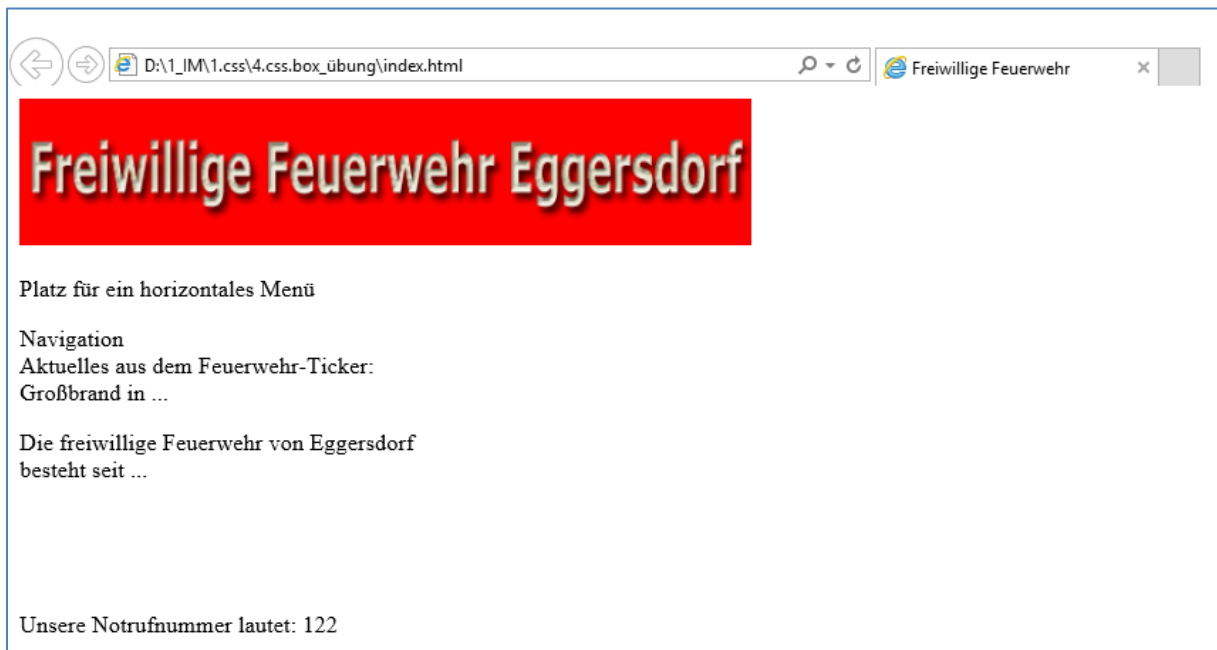 D:\1_IM\1.css\4.css.box_übung\index.html
Freiwillige Feuerwehr
Freiwillige Feuerwehr Eggersdorf
Platz für ein horizontales Menü
Navigation
Aktuelles aus dem Feuerwehr-Ticker:
Großbrand in ...
Die freiwillige Feuerwehr von Eggersdorf
besteht seit ...
Unsere Notrufnummer lautet: 122